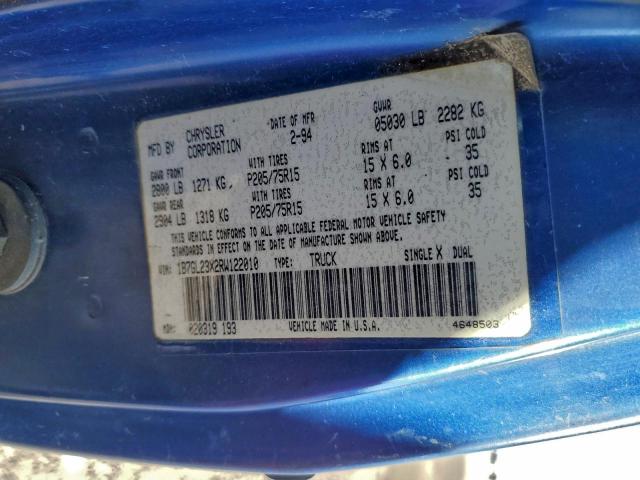 MFD BY CHRYSLER CORPORATION DATE OF MFR 2-94 GVWR 05030 LB 2282 KG
GAWR FRONT WITH TIRES RIMS AT PSI COLD
2800 LB 1271 KG, P205/75R15 15 X 6.0 35
GAWR REAR WITH TIRES RIMS AT PSI COLD
2904 LB 1318 KG P205/75R15 15 X 6.0 35
THIS VEHICLE CONFORMS TO ALL APPLICABLE FEDERAL MOTOR VEHICLE SAFETY
STANDARDS IN EFFECT ON THE DATE OF MANUFACTURE SHOWN ABOVE.
VIN: 1B7GL23X2RW122010 TYPE: TRUCK SINGLE X DUAL
MDH: 020319 193 VEHICLE MADE IN U.S.A. 4648503